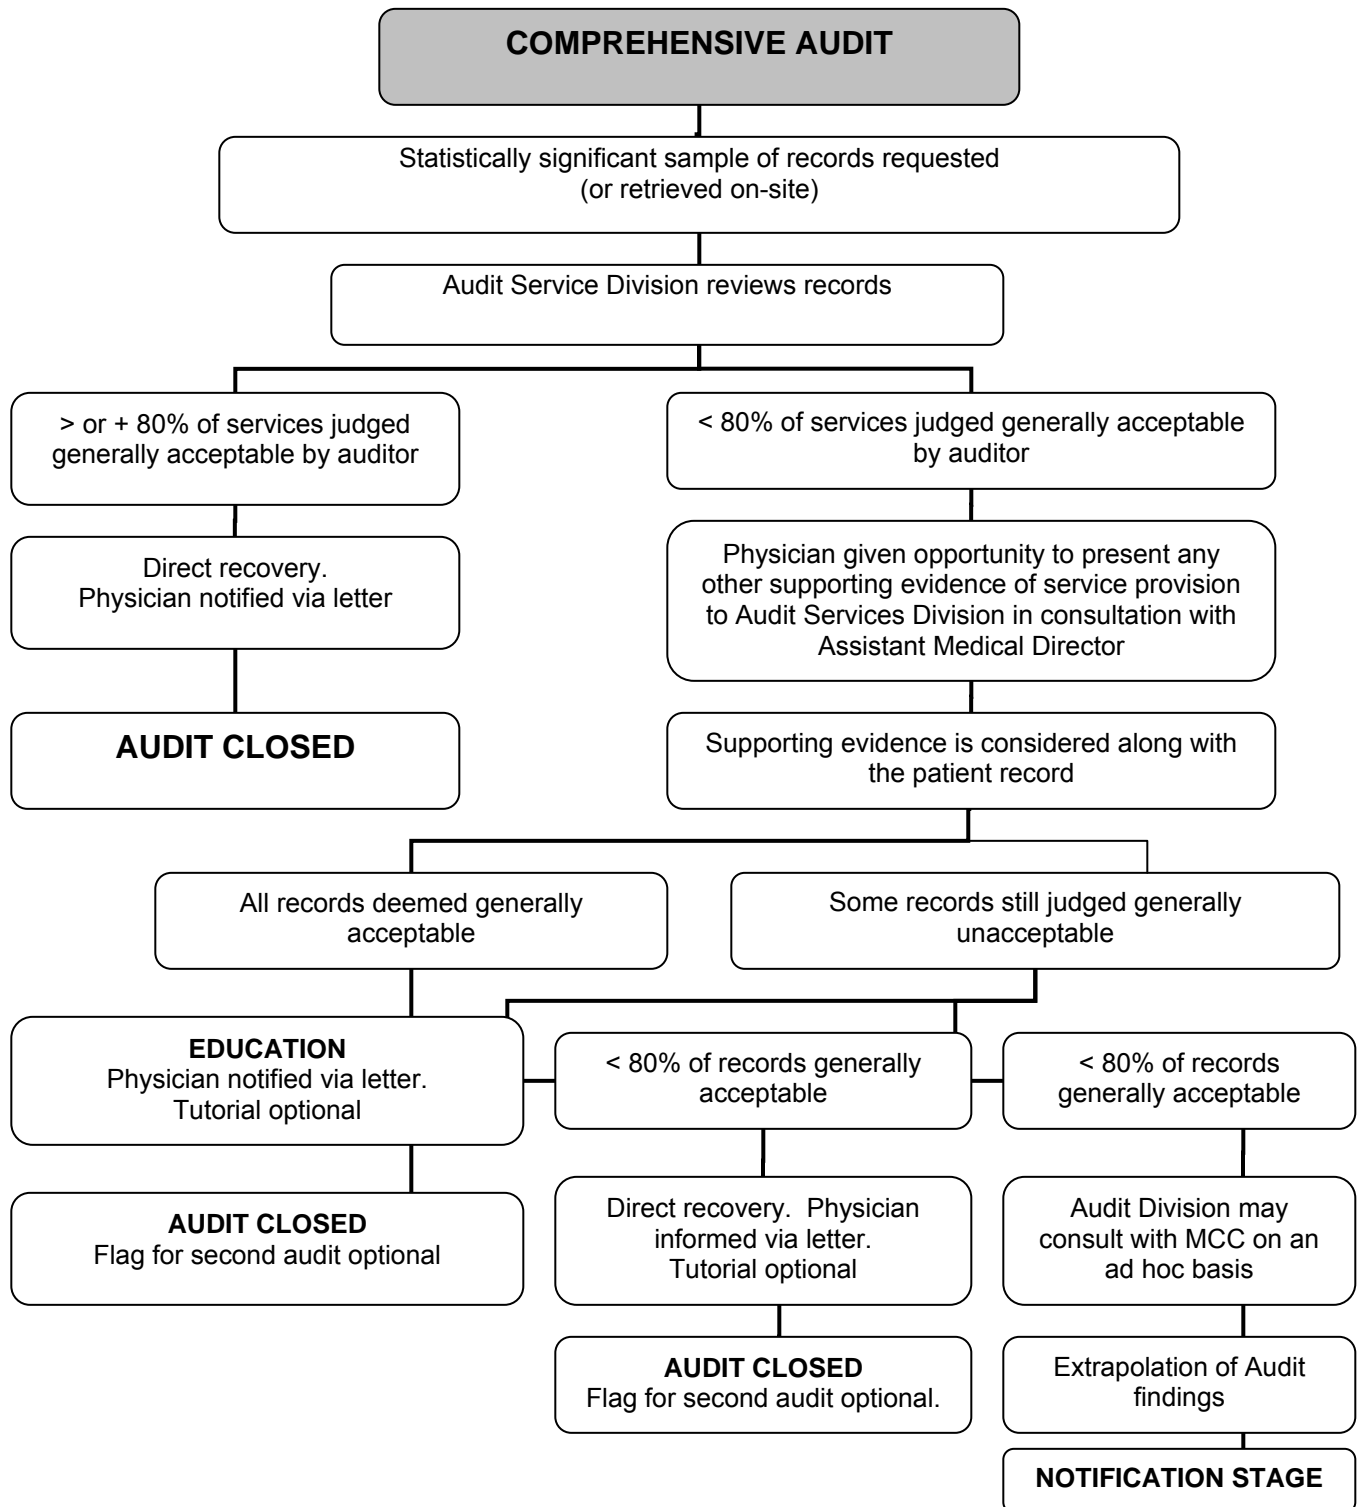 COMPREHENSIVE AUDIT
Statistically significant sample of records requested
(or retrieved on-site)
Audit Service Division reviews records
> or + 80% of services judged
generally acceptable by auditor
< 80% of services judged generally acceptable
by auditor
Direct recovery.
Physician notified via letter
Physician given opportunity to present any
other supporting evidence of service provision
to Audit Services Division in consultation with
Assistant Medical Director
AUDIT CLOSED
Supporting evidence is considered along with
the patient record
All records deemed generally
acceptable
Some records still judged generally
unacceptable
EDUCATION
Physician notified via letter.
Tutorial optional
< 80% of records generally
acceptable
< 80% of records
generally acceptable
AUDIT CLOSED
Flag for second audit optional
Direct recovery.  Physician
informed via letter.
Tutorial optional
Audit Division may
consult with MCC on an
ad hoc basis
AUDIT CLOSED
Flag for second audit optional.
Extrapolation of Audit
findings
NOTIFICATION STAGE